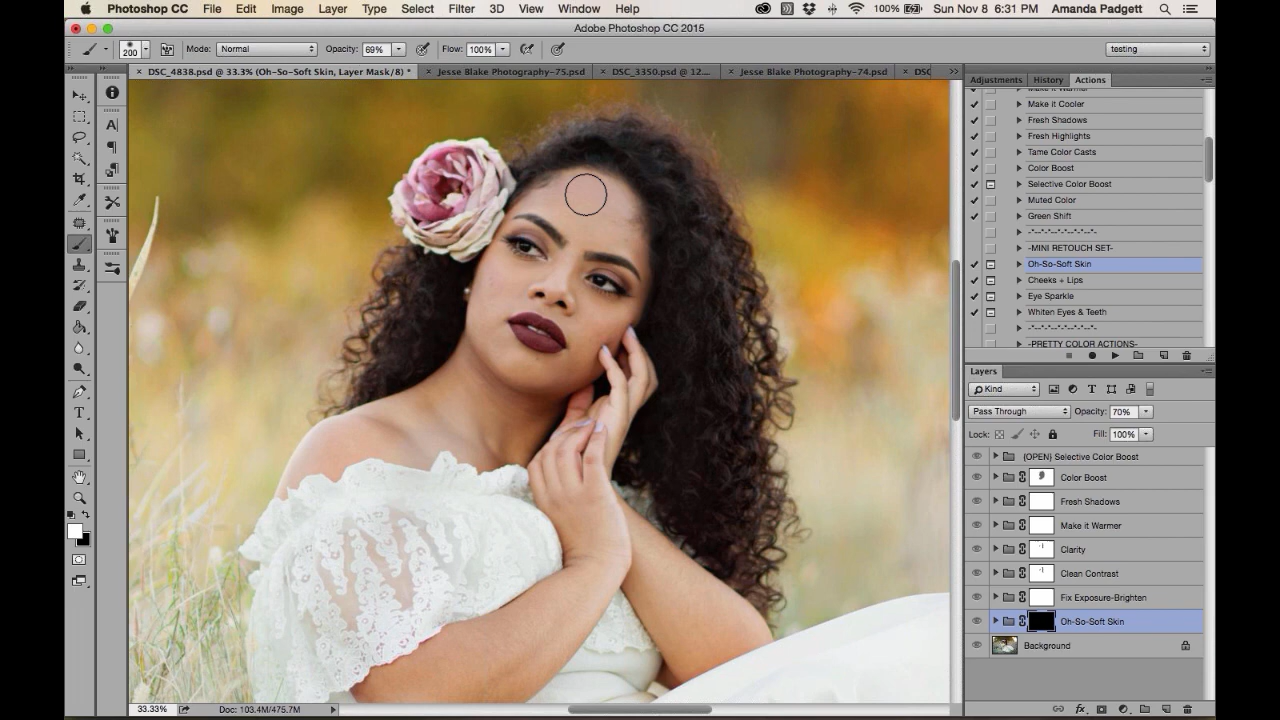 Photoshop CC File Edit Image Layer Type Select Filter 3D View Window Help 100% Sun Nov 8 6:31 PM Amanda Padgett
Adobe Photoshop CC 2015
200 Mode: Normal Opacity: 69% Flow: 100% testing
× DSC_4838.psd @ 33.3% (Oh-So-Soft Skin, Layer Mask/8) * × Jesse Blake Photography-75.psd × DSC_3350.psd @ 12.... × Jesse Blake Photography-74.psd × DSC >>
Adjustments History Actions
Make it Warmer
Make it Cooler
Fresh Shadows
Fresh Highlights
Tame Color Casts
Color Boost
Selective Color Boost
Muted Color
Green Shift
-MINI RETOUCH SET-
Oh-So-Soft Skin
Cheeks + Lips
Eye Sparkle
Whiten Eyes & Teeth
-PRETTY COLOR ACTIONS-
Layers
Kind
Pass Through Opacity: 70%
Lock: Fill: 100%
{OPEN} Selective Color Boost
Color Boost
Fresh Shadows
Make it Warmer
Clarity
Clean Contrast
Fix Exposure-Brighten
Oh-So-Soft Skin
Background
33.33% Doc: 103.4M/475.7M